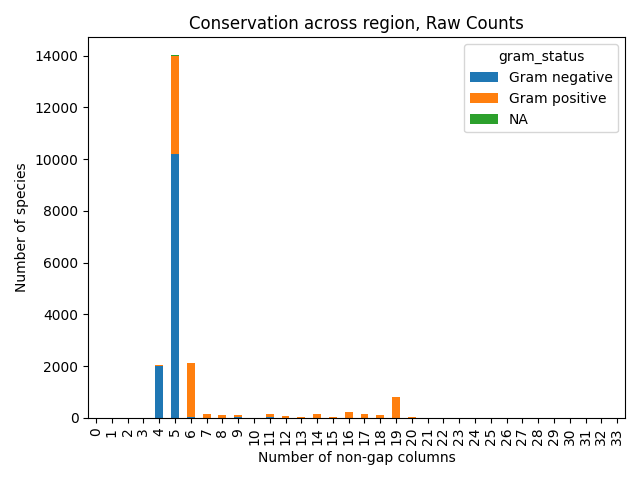 Conservation across region, Raw Counts
gram_status
Gram negative
Gram positive
NA
Number of species
14000
12000
10000
8000
6000
4000
2000
0
0 1 2 3 4 5 6 7 8 9 10 11 12 13 14 15 16 17 18 19 20 21 22 23 24 25 26 27 28 29 30 31 32 33
Number of non-gap columns